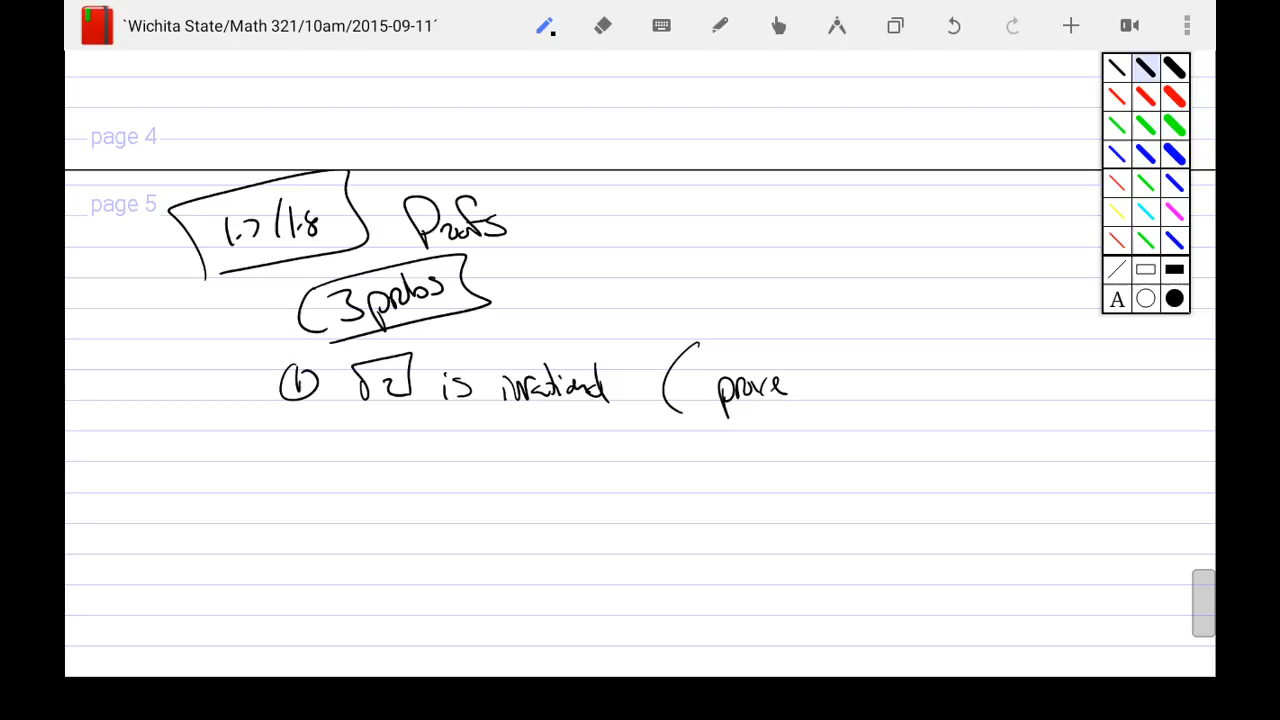 `Wichita State/Math 321/10am/2015-09-11´
page 4
page 5
1.7/1.8 Proofs
(3 probs
① √2 is irrational ( prove
A